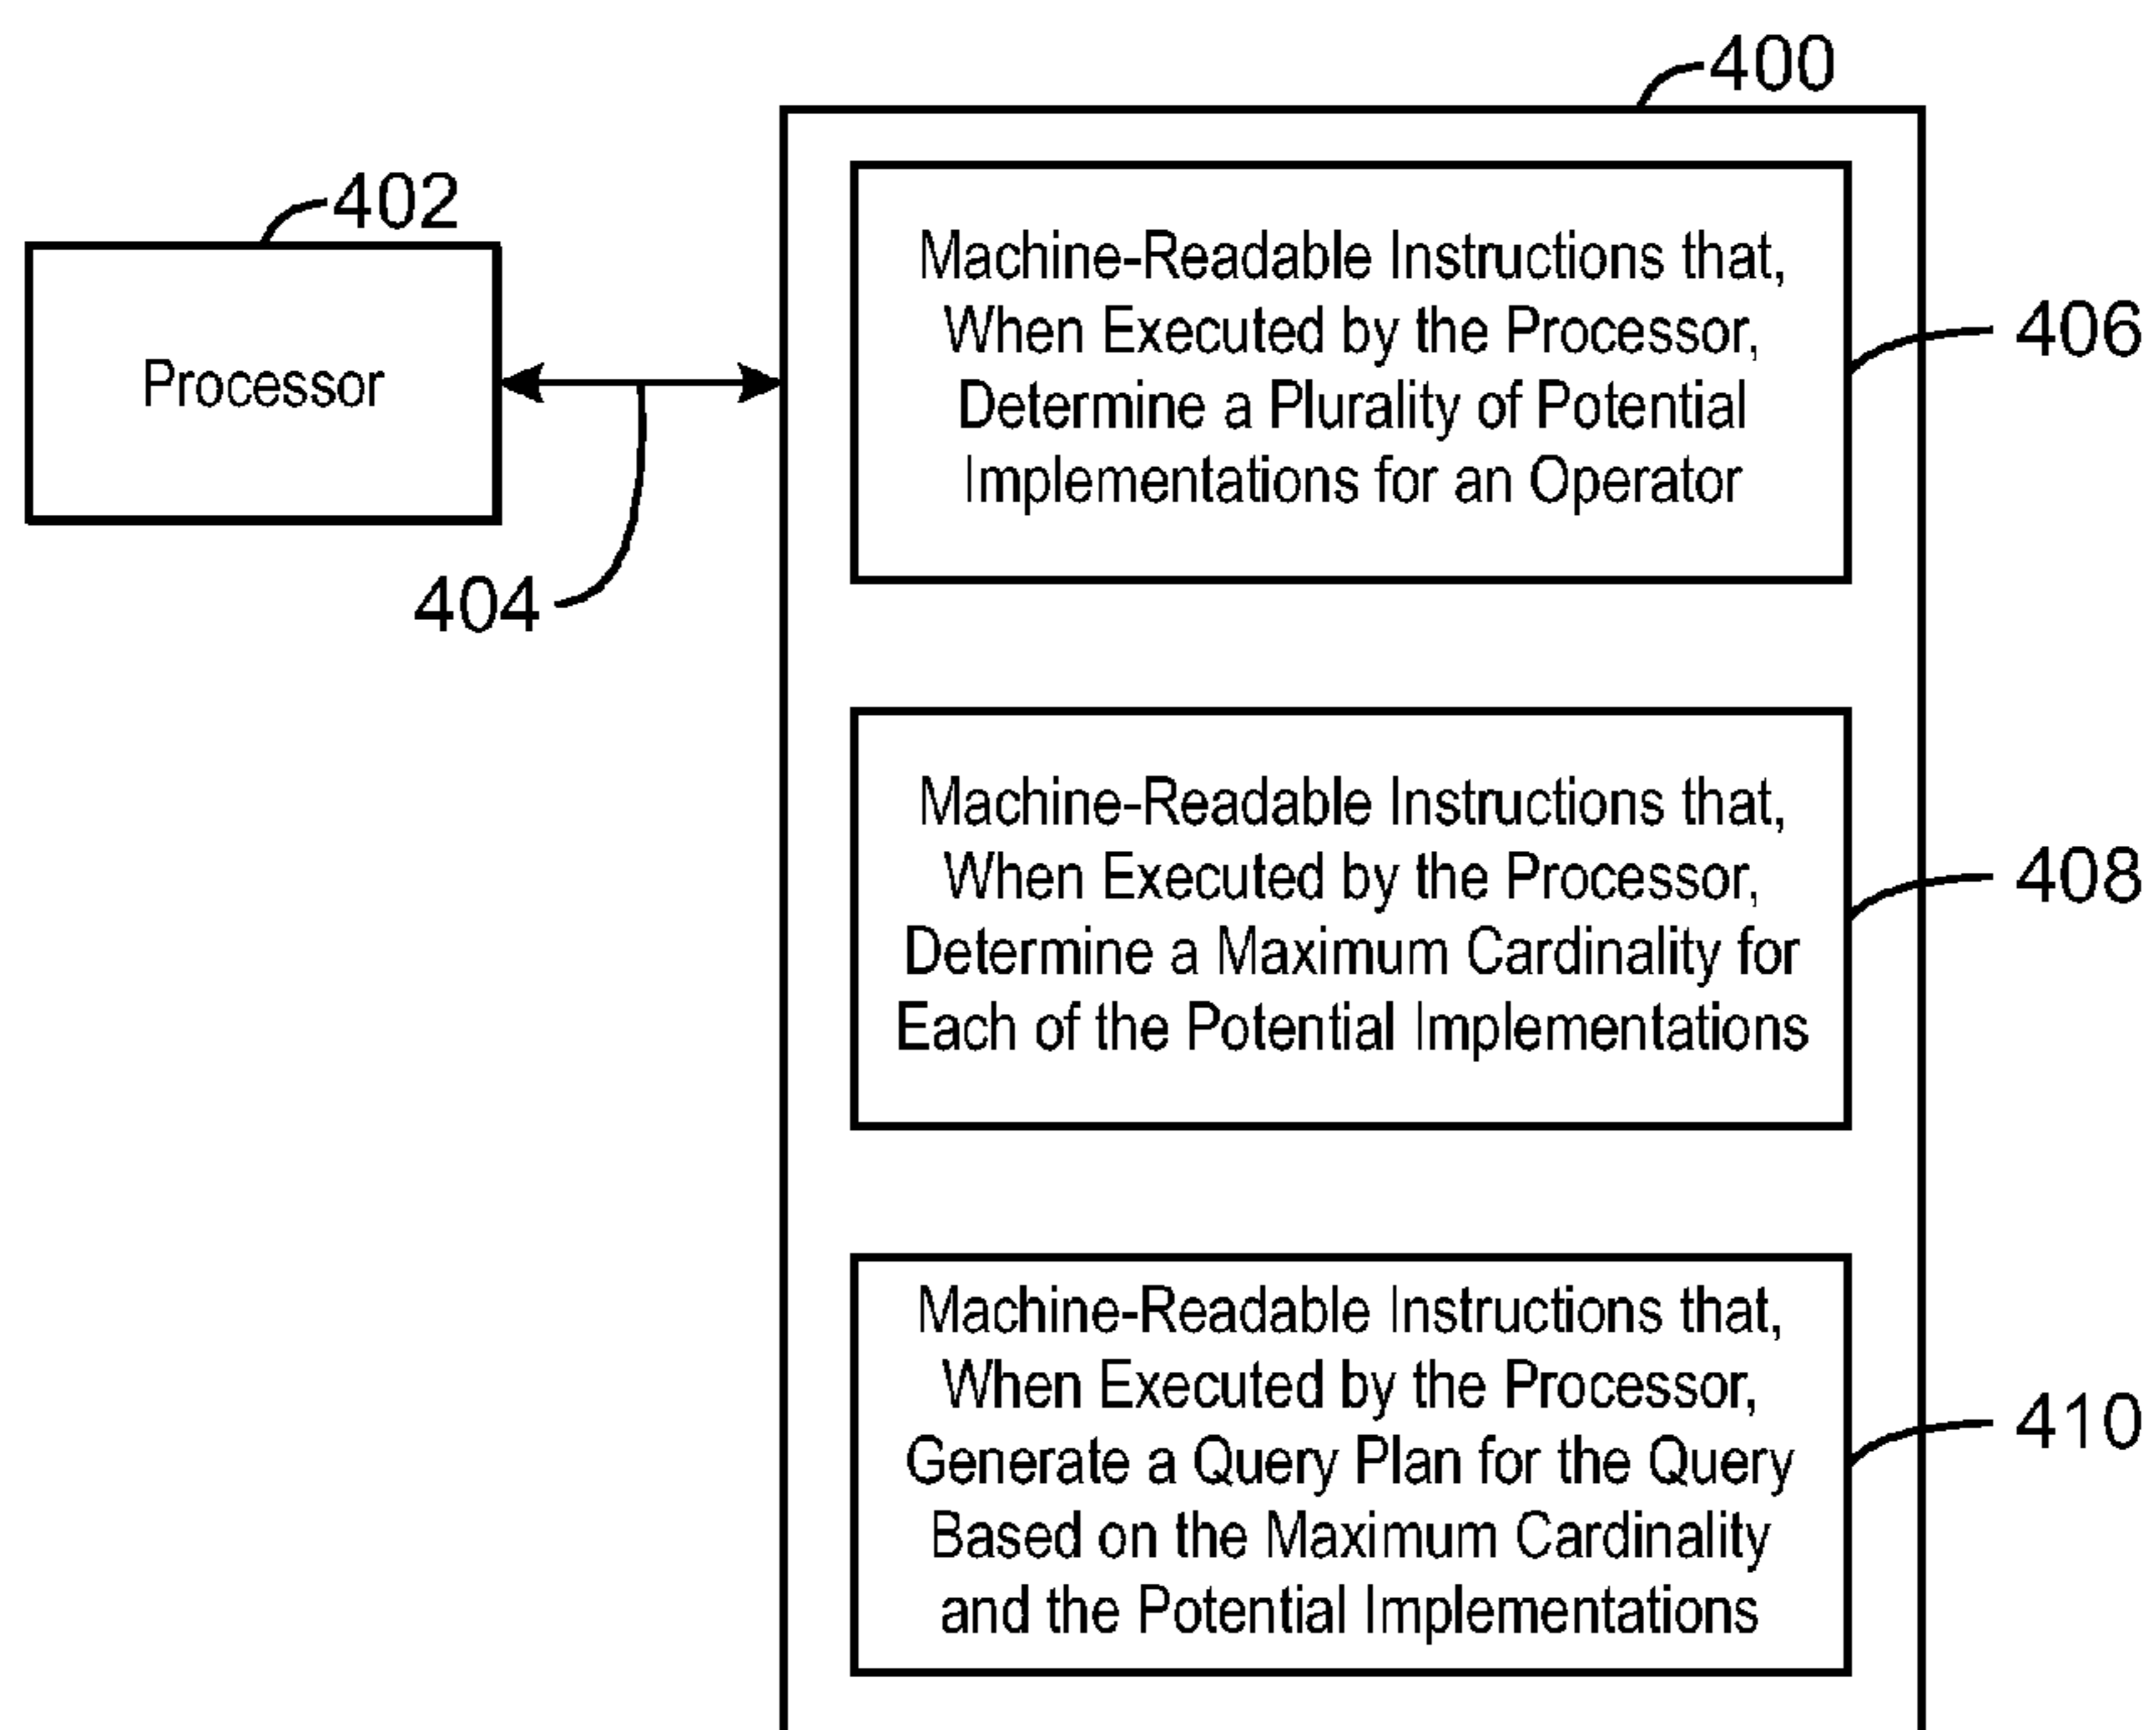 400
402
Processor
404
Machine-Readable Instructions that,
When Executed by the Processor,
Determine a Plurality of Potential
Implementations for an Operator
406
Machine-Readable Instructions that,
When Executed by the Processor,
Determine a Maximum Cardinality for
Each of the Potential Implementations
408
Machine-Readable Instructions that,
When Executed by the Processor,
Generate a Query Plan for the Query
Based on the Maximum Cardinality
and the Potential Implementations
410